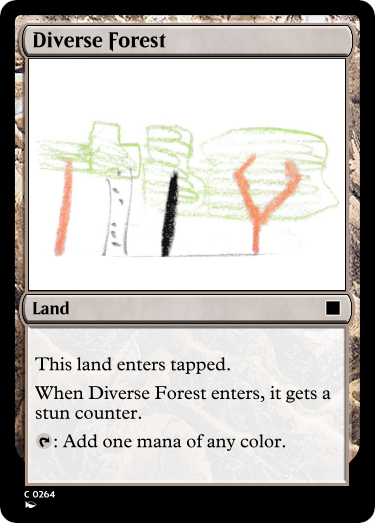 Diverse Forest
Land
This land enters tapped.
When Diverse Forest enters, it gets a
stun counter.
: Add one mana of any color.
C 0264